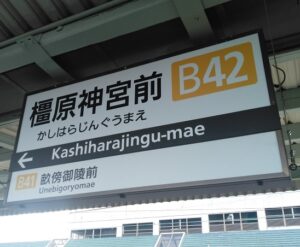 橿原神宮前 B42
かしはらじんぐうまえ
← Kashiharajingu-mae
B41 畝傍御陵前
Unebigoryomae